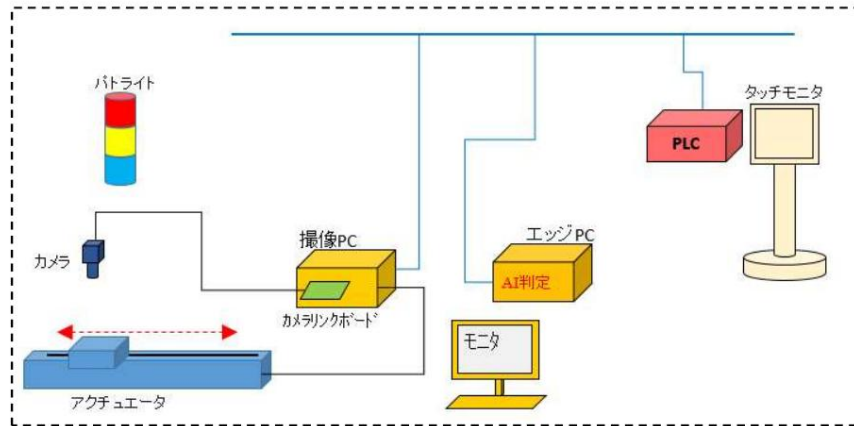 パトライト
タッチモニタ
PLC
カメラ
撮像PC
エッジPC
AI判定
カメラリンクボード
モニタ
アクチュエータ